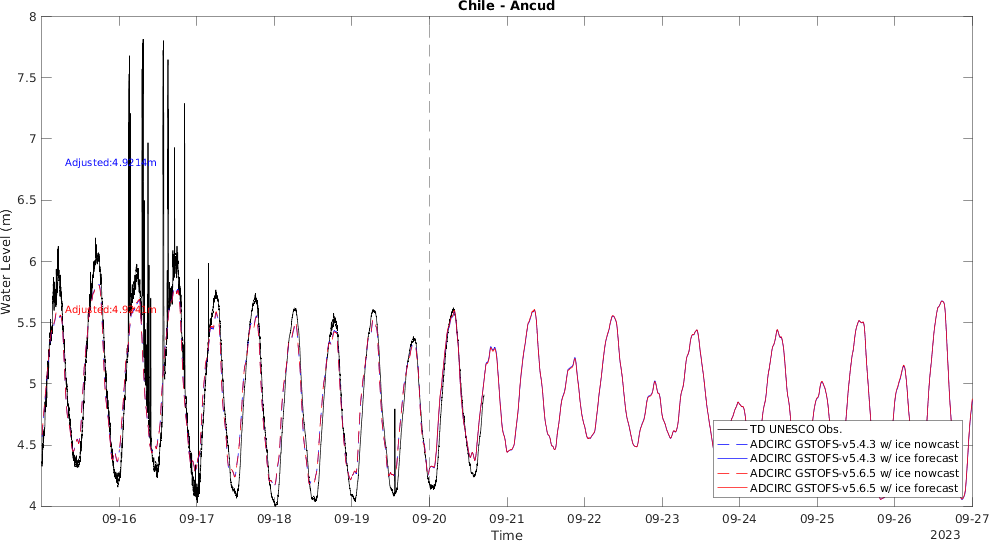 Chile - Ancud
8
7.5
7
6.5
6
5.5
5
4.5
4
Water Level (m)
Adjusted:4.9214m
TD UNESCO Obs.
ADCIRC GSTOFS-v5.4.3 w/ ice nowcast
ADCIRC GSTOFS-v5.4.3 w/ ice forecast
ADCIRC GSTOFS-v5.6.5 w/ ice nowcast
ADCIRC GSTOFS-v5.6.5 w/ ice forecast
09-16 09-17 09-18 09-19 09-20 09-21 09-22 09-23 09-24 09-25 09-26 09-27
Time
2023